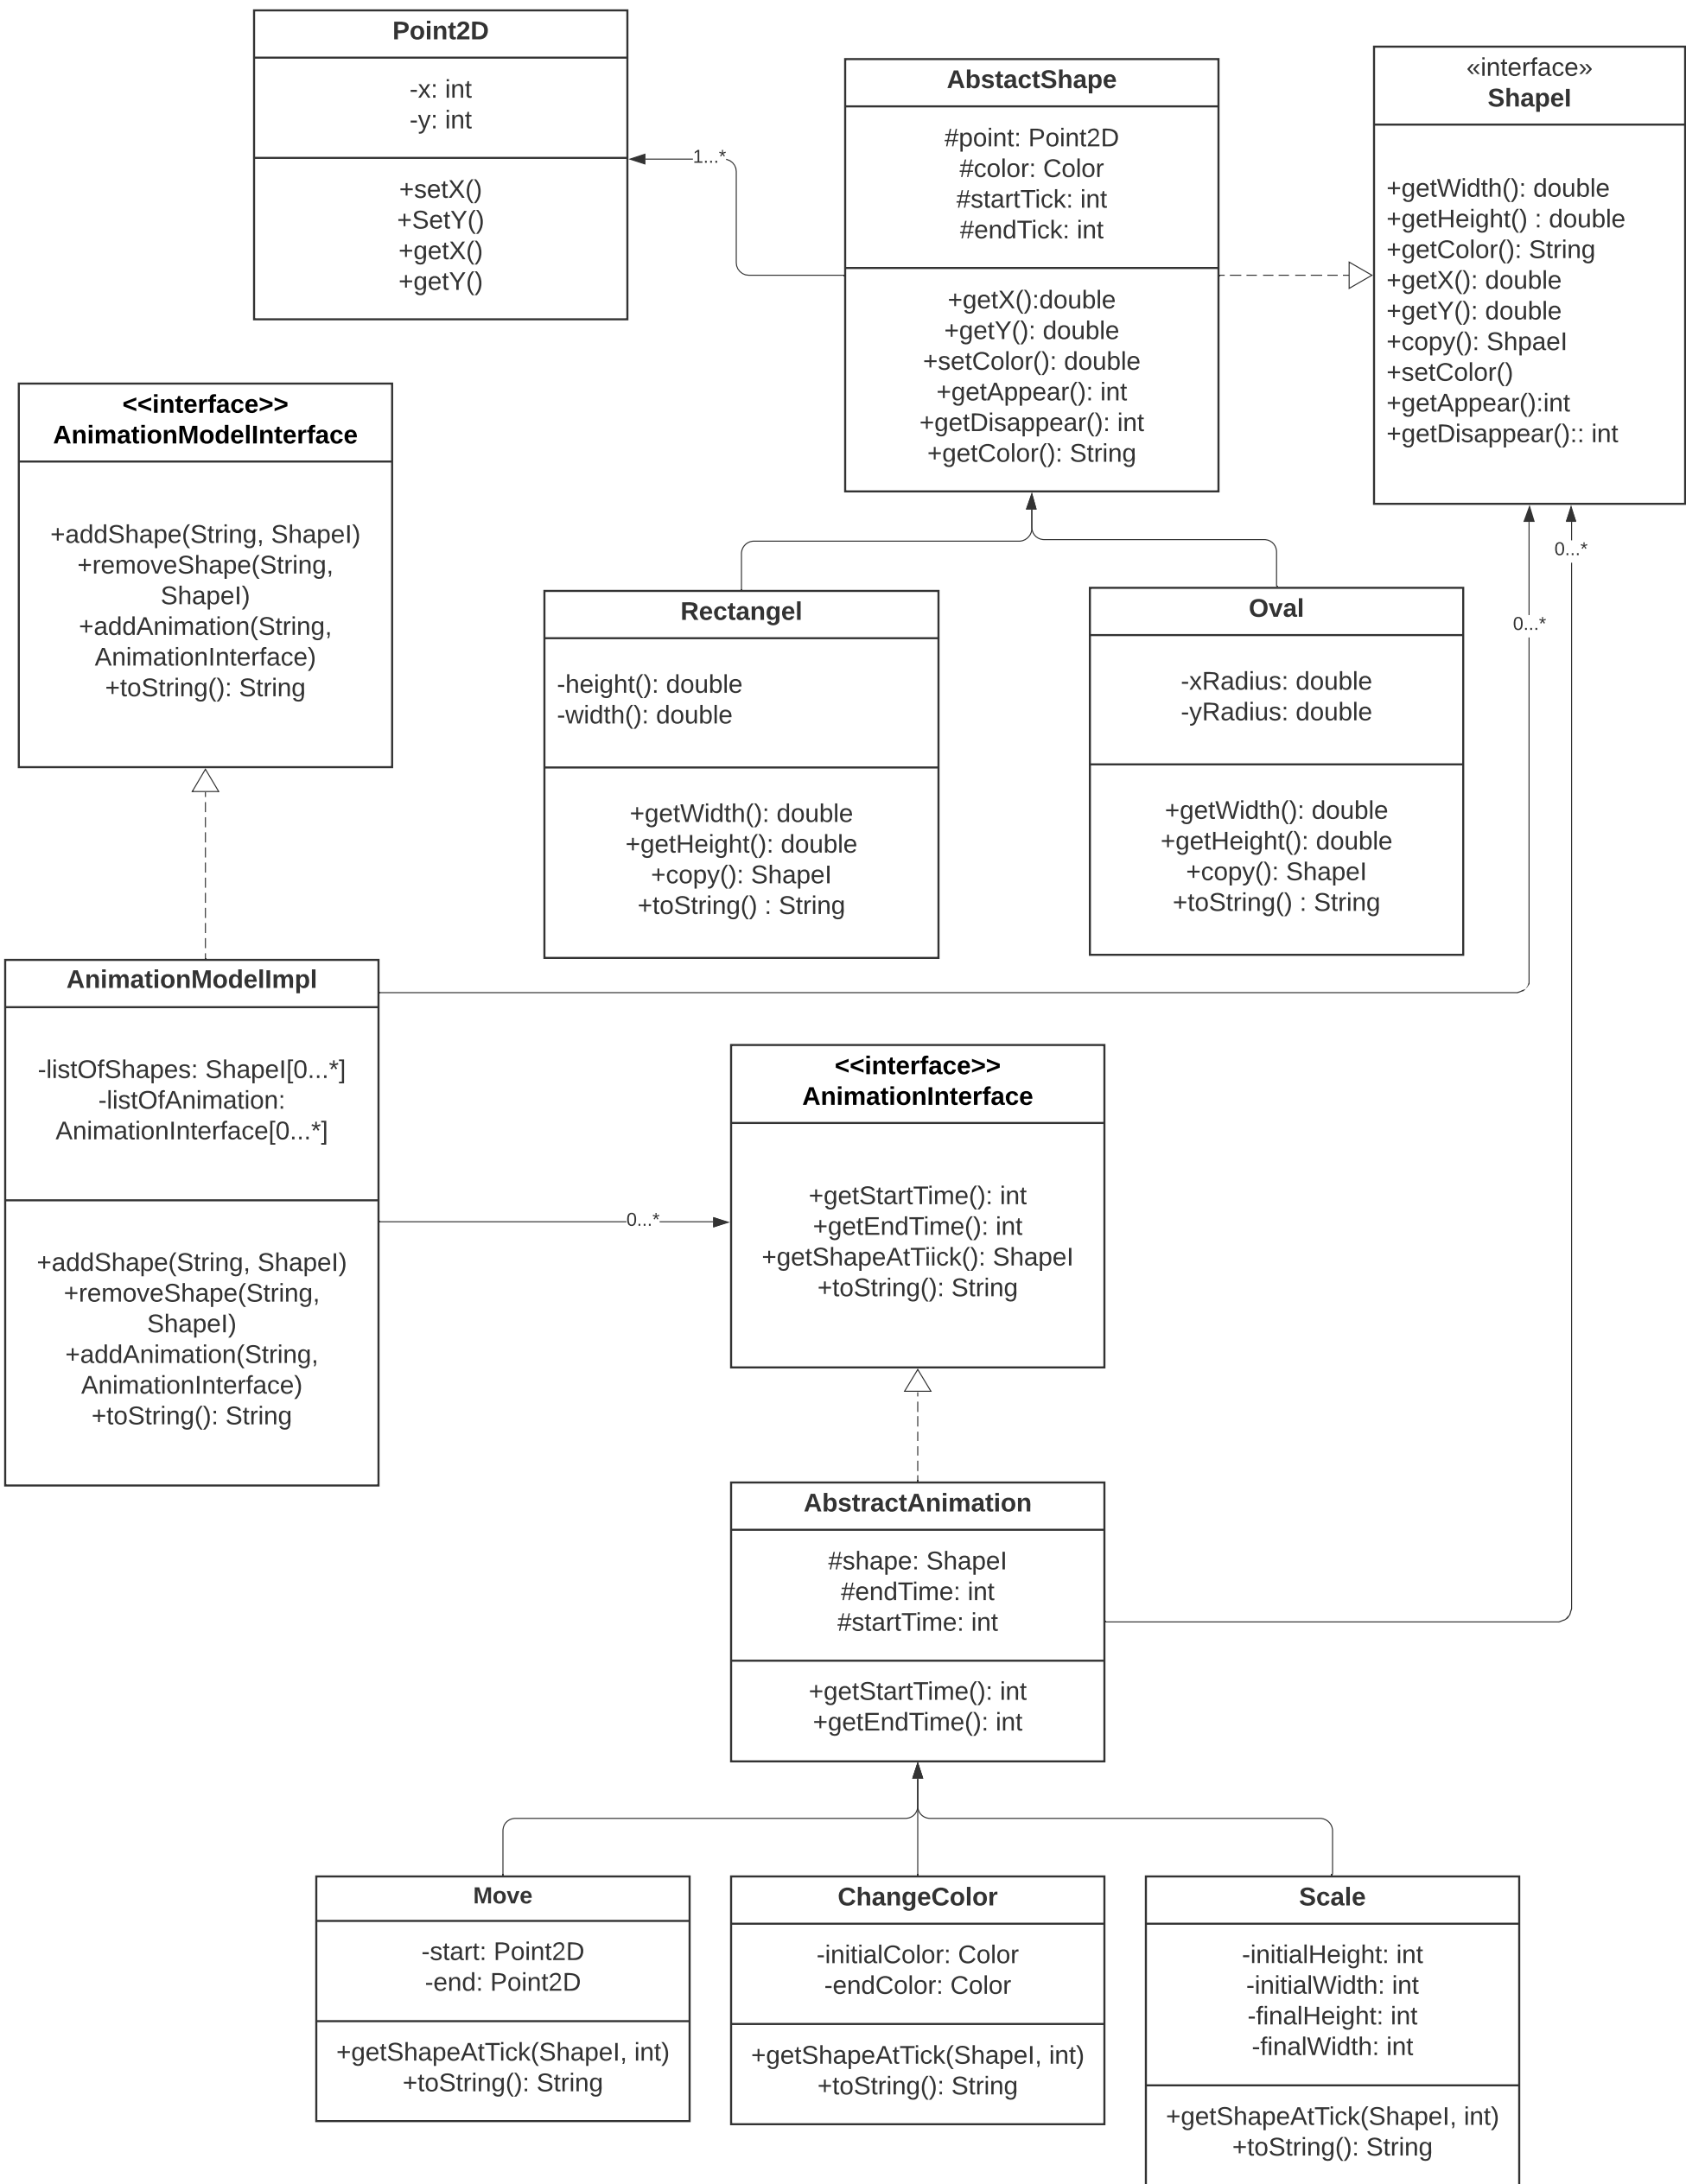 Point2D
-x: int
-y: int
+setX()
+SetY()
+getX()
+getY()
1...*
AbstactShape
#point: Point2D
#color: Color
#startTick: int
#endTick: int
+getX():double
+getY(): double
+setColor(): double
+getAppear(): int
+getDisappear(): int
+getColor(): String
«interface»
ShapeI
+getWidth(): double
+getHeight() : double
+getColor(): String
+getX(): double
+getY(): double
+copy(): ShpaeI
+setColor()
+getAppear():int
+getDisappear():: int
<<interface>>
AnimationModelInterface
+addShape(String, ShapeI)
+removeShape(String,
ShapeI)
+addAnimation(String,
AnimationInterface)
+toString(): String
0...*
0...*
Rectangel
-height(): double
-width(): double
+getWidth(): double
+getHeight(): double
+copy(): ShapeI
+toString() : String
Oval
-xRadius: double
-yRadius: double
+getWidth(): double
+getHeight(): double
+copy(): ShapeI
+toString() : String
AnimationModelImpl
-listOfShapes: ShapeI[0...*]
-listOfAnimation:
AnimationInterface[0...*]
+addShape(String, ShapeI)
+removeShape(String,
ShapeI)
+addAnimation(String,
AnimationInterface)
+toString(): String
0...*
<<interface>>
AnimationInterface
+getStartTime(): int
+getEndTime(): int
+getShapeAtTiick(): ShapeI
+toString(): String
AbstractAnimation
#shape: ShapeI
#endTime: int
#startTime: int
+getStartTime(): int
+getEndTime(): int
Move
-start: Point2D
-end: Point2D
+getShapeAtTick(ShapeI, int)
+toString(): String
ChangeColor
-initialColor: Color
-endColor: Color
+getShapeAtTick(ShapeI, int)
+toString(): String
Scale
-initialHeight: int
-initialWidth: int
-finalHeight: int
-finalWidth: int
+getShapeAtTick(ShapeI, int)
+toString(): String